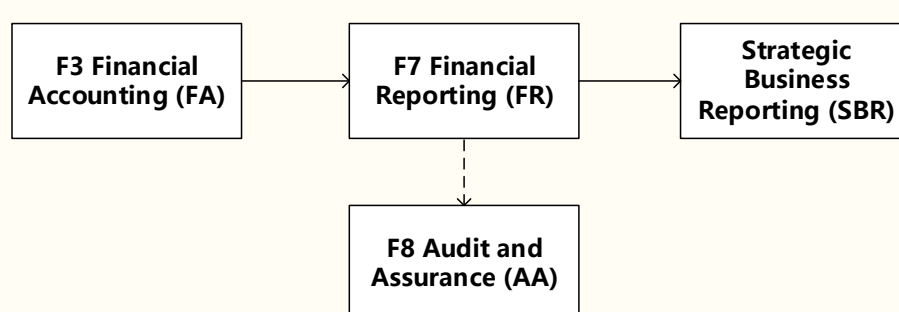 F3 Financial
Accounting (FA)
F7 Financial
Reporting (FR)
Strategic
Business
Reporting (SBR)
F8 Audit and
Assurance (AA)